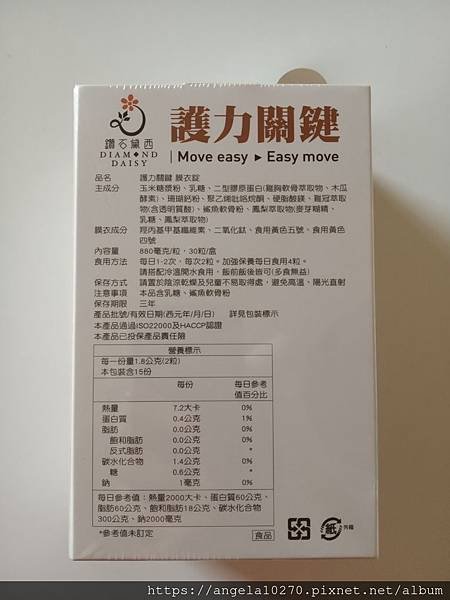 鑽石黛西
DIAMOND
DAISY
護力關鍵
Move easy ▶ Easy move
品名 護力關鍵 膜衣錠
主成分 玉米糖漿粉、乳糖、二型膠原蛋白(雞胸軟骨萃取物、木瓜
酵素)、珊瑚鈣粉、聚乙烯吡咯烷酮、硬脂酸鎂、雞冠萃取
物(含透明質酸)、鯊魚軟骨粉、鳳梨萃取物(麥芽糊精、
乳糖、鳳梨萃取物)
膜衣成分 羥丙基甲基纖維素、二氧化鈦、食用黃色五號、食用黃色
四號
內容量 880毫克/粒，30粒/盒
食用方法 每日1-2次，每次2粒。加強保養每日食用4粒。
請搭配冷溫開水食用，飯前飯後皆可(多食無益)
保存方式 請置於陰涼乾燥及兒童不易取得處，避免高溫、陽光直射
注意事項 本品含乳糖、鯊魚軟骨粉
保存期限 三年
產品批號/有效日期(西元年/月/日) 詳見包裝標示
本產品通過ISO22000及HACCP認證
本產品已投保產品責任險
營養標示
每一份量1.8公克(2粒)
本包裝含15份
每份 每日參考
值百分比
熱量 7.2大卡 0%
蛋白質 0.4公克 1%
脂肪 0.0公克 0%
飽和脂肪 0.0公克 0%
反式脂肪 0.0公克 *
碳水化合物 1.4公克 0%
糖 0.6公克 *
鈉 1毫克 0%
每日參考值：熱量2000大卡、蛋白質60公克、
脂肪60公克、飽和脂肪18公克、碳水化合物
300公克、鈉2000毫克
*參考值未訂定
食品
紙 外箱
https://angela10270.pixnet.net/album